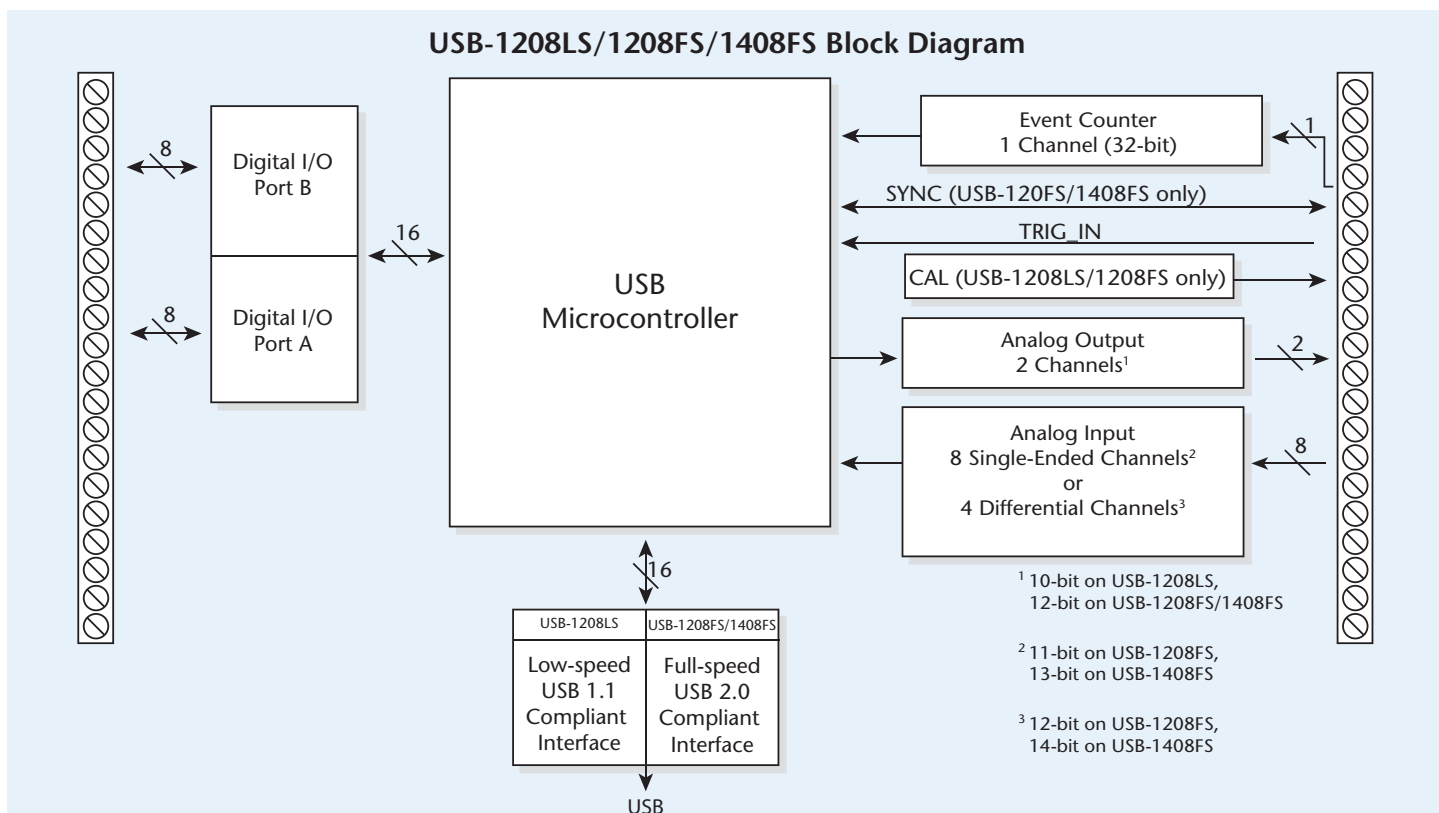 USB-1208LS/1208FS/1408FS Block Diagram
8
Digital I/O
Port B
16
8
Digital I/O
Port A
USB
Microcontroller
Event Counter
1 Channel (32-bit)
1
SYNC (USB-120FS/1408FS only)
TRIG_IN
CAL (USB-1208LS/1208FS only)
Analog Output
2 Channels¹
2
Analog Input
8 Single-Ended Channels²
or
4 Differential Channels³
8
16
USB-1208LS
Low-speed
USB 1.1
Compliant
Interface
USB-1208FS/1408FS
Full-speed
USB 2.0
Compliant
Interface
USB
¹ 10-bit on USB-1208LS,
12-bit on USB-1208FS/1408FS
² 11-bit on USB-1208FS,
13-bit on USB-1408FS
³ 12-bit on USB-1208FS,
14-bit on USB-1408FS